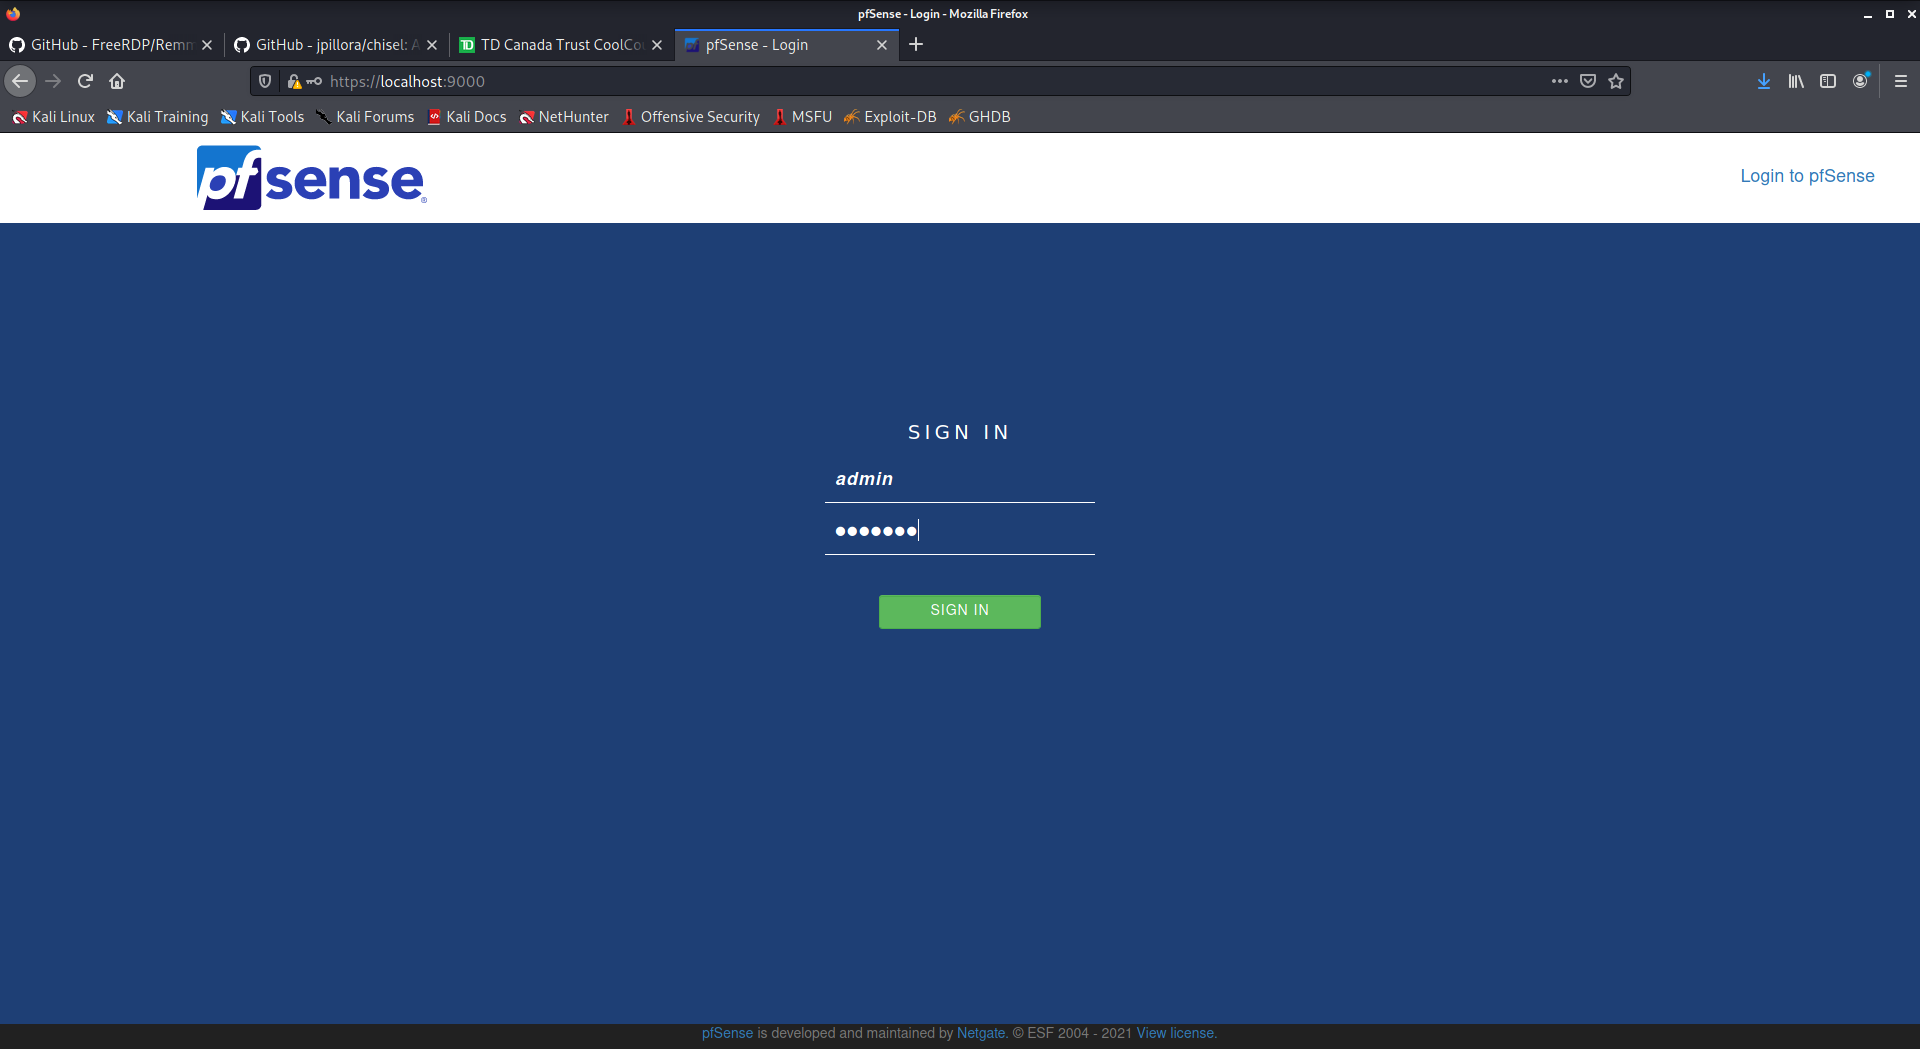 pfSense - Login - Mozilla Firefox
GitHub - FreeRDP/Remm
GitHub - jpillora/chisel: A
TD Canada Trust CoolCo
pfSense - Login
https://localhost:9000
Kali Linux Kali Training Kali Tools Kali Forums Kali Docs NetHunter Offensive Security MSFU Exploit-DB GHDB
pfsense®
Login to pfSense
SIGN IN
admin
●●●●●●●
SIGN IN
pfSense is developed and maintained by Netgate. © ESF 2004 - 2021 View license.